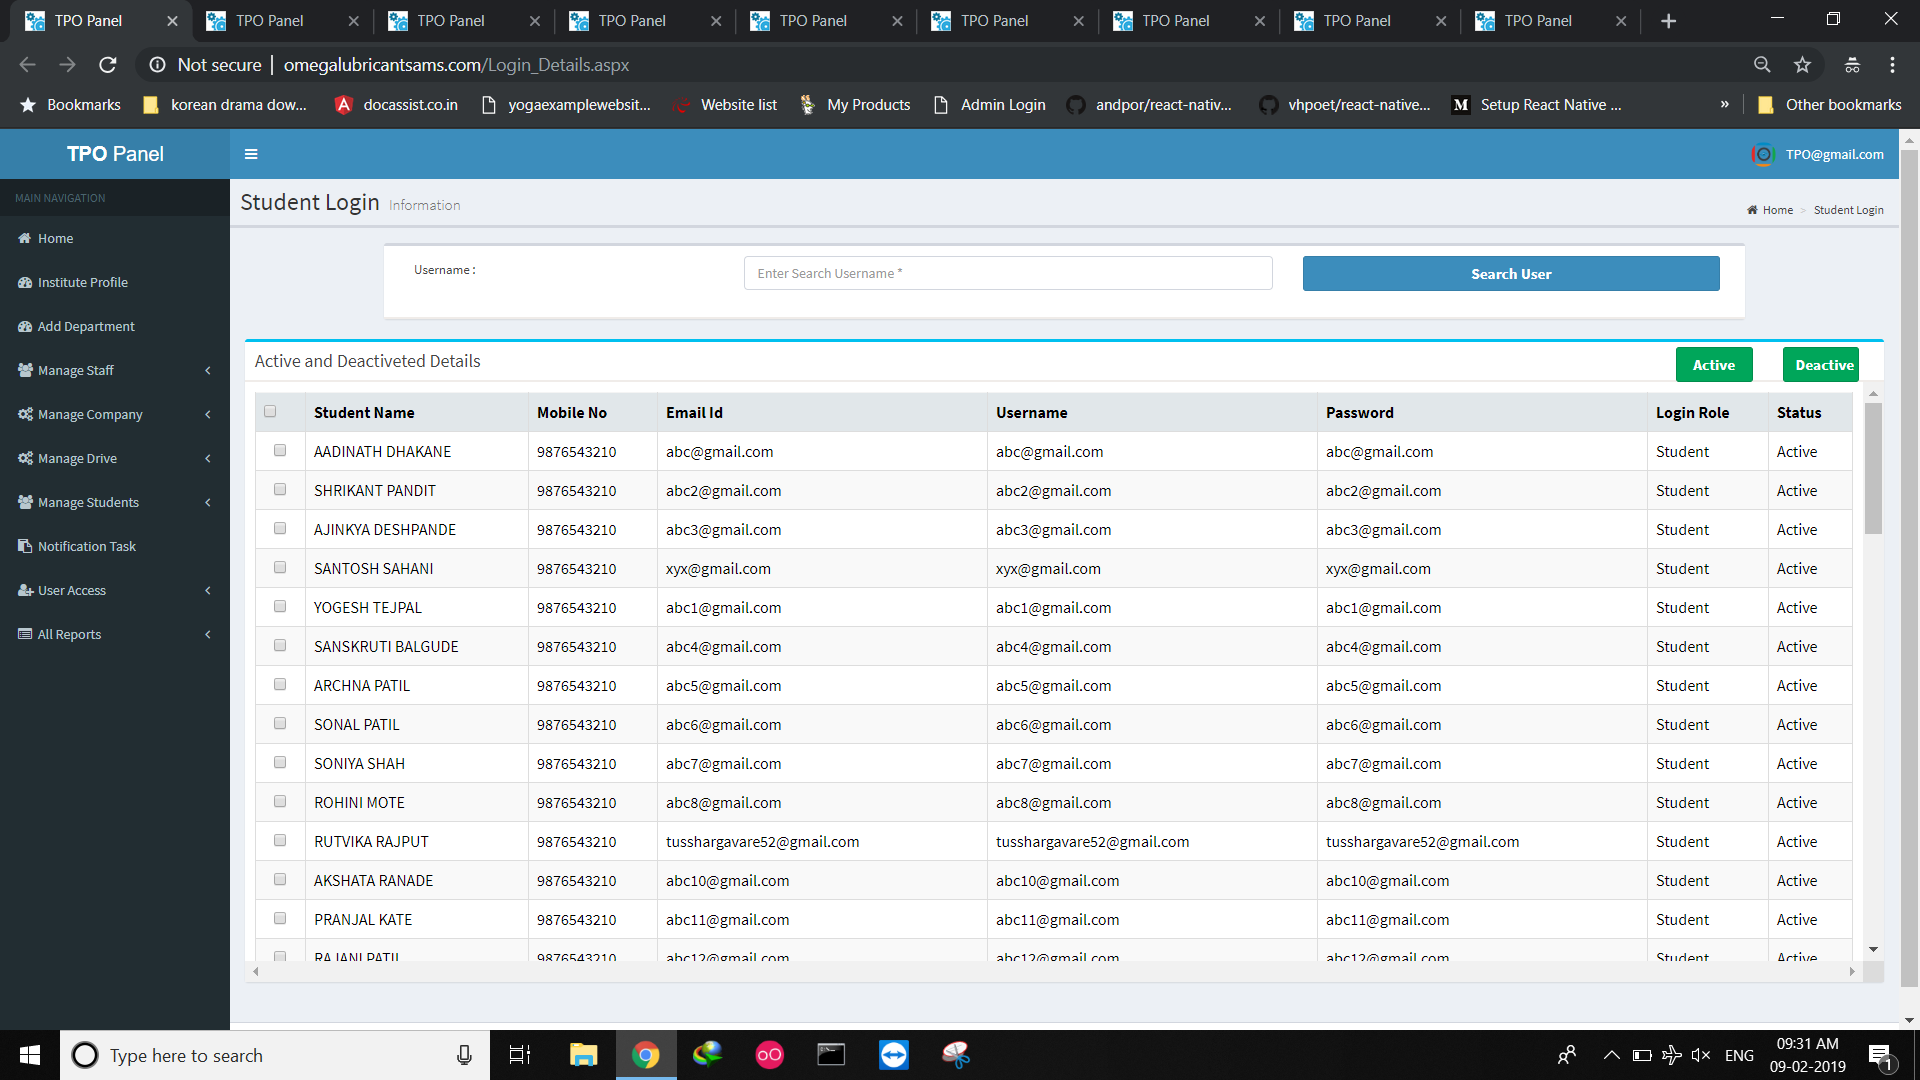 TPO Panel TPO Panel TPO Panel TPO Panel TPO Panel TPO Panel TPO Panel TPO Panel TPO Panel
Not secure | omegalubricantsams.com/Login_Details.aspx
Bookmarks korean drama dow... docassist.co.in yogaexamplewebsit... Website list My Products Admin Login andpor/react-nativ... vhpoet/react-native... Setup React Native ... » Other bookmarks
TPO Panel TPO@gmail.com
MAIN NAVIGATION
Home
Institute Profile
Add Department
Manage Staff
Manage Company
Manage Drive
Manage Students
Notification Task
User Access
All Reports
Student Login Information
Home > Student Login
Username : Enter Search Username * Search User
Active and Deactiveted Details Active Deactive
Student Name Mobile No Email Id Username Password Login Role Status
AADINATH DHAKANE 9876543210 abc@gmail.com abc@gmail.com abc@gmail.com Student Active
SHRIKANT PANDIT 9876543210 abc2@gmail.com abc2@gmail.com abc2@gmail.com Student Active
AJINKYA DESHPANDE 9876543210 abc3@gmail.com abc3@gmail.com abc3@gmail.com Student Active
SANTOSH SAHANI 9876543210 xyx@gmail.com xyx@gmail.com xyx@gmail.com Student Active
YOGESH TEJPAL 9876543210 abc1@gmail.com abc1@gmail.com abc1@gmail.com Student Active
SANSKRUTI BALGUDE 9876543210 abc4@gmail.com abc4@gmail.com abc4@gmail.com Student Active
ARCHNA PATIL 9876543210 abc5@gmail.com abc5@gmail.com abc5@gmail.com Student Active
SONAL PATIL 9876543210 abc6@gmail.com abc6@gmail.com abc6@gmail.com Student Active
SONIYA SHAH 9876543210 abc7@gmail.com abc7@gmail.com abc7@gmail.com Student Active
ROHINI MOTE 9876543210 abc8@gmail.com abc8@gmail.com abc8@gmail.com Student Active
RUTVIKA RAJPUT 9876543210 tusshargavare52@gmail.com tusshargavare52@gmail.com tusshargavare52@gmail.com Student Active
AKSHATA RANADE 9876543210 abc10@gmail.com abc10@gmail.com abc10@gmail.com Student Active
PRANJAL KATE 9876543210 abc11@gmail.com abc11@gmail.com abc11@gmail.com Student Active
RAJANI PATIL 9876543210 abc12@gmail.com abc12@gmail.com abc12@gmail.com Student Active
Type here to search
ENG
09:31 AM
09-02-2019
1